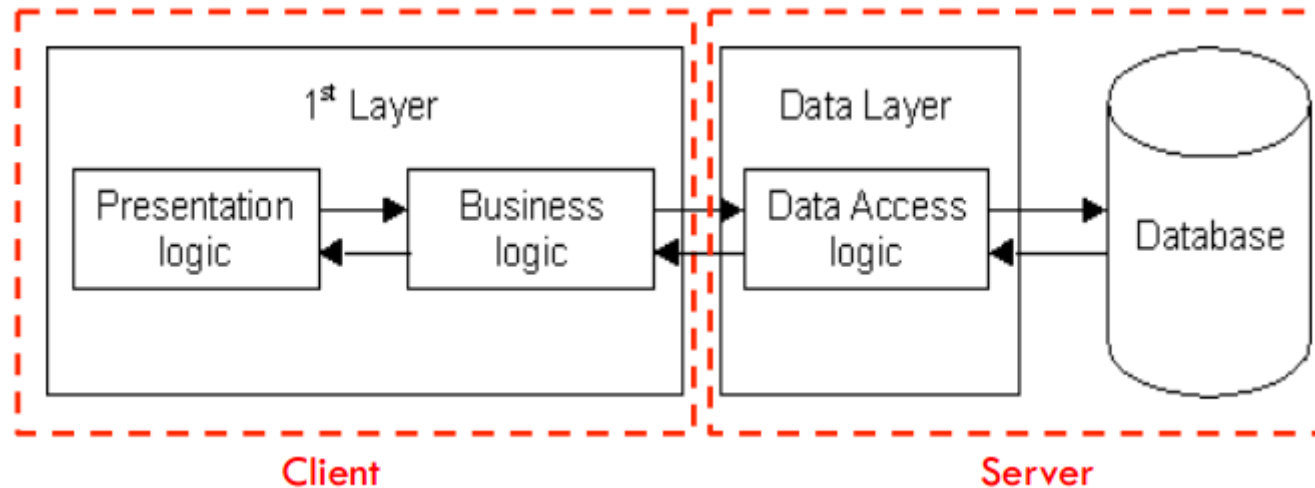 1st Layer
Data Layer
Presentation
logic
Business
logic
Data Access
logic
Database
Client
Server